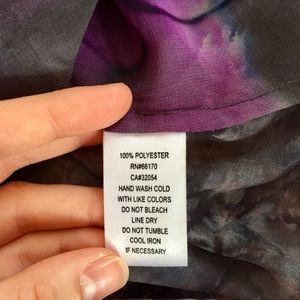 100% POLYESTER
RN#66170
CA#32054
HAND WASH COLD
WITH LIKE COLORS
DO NOT BLEACH
LINE DRY
DO NOT TUMBLE
COOL IRON
IF NECESSARY